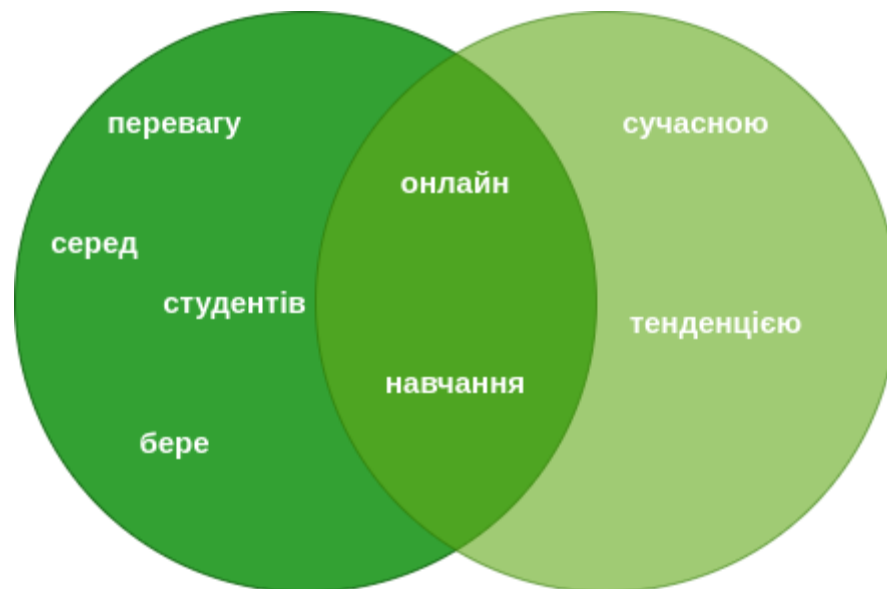 перевагу
сучасною
онлайн
серед
студентів
тенденцією
навчання
бере